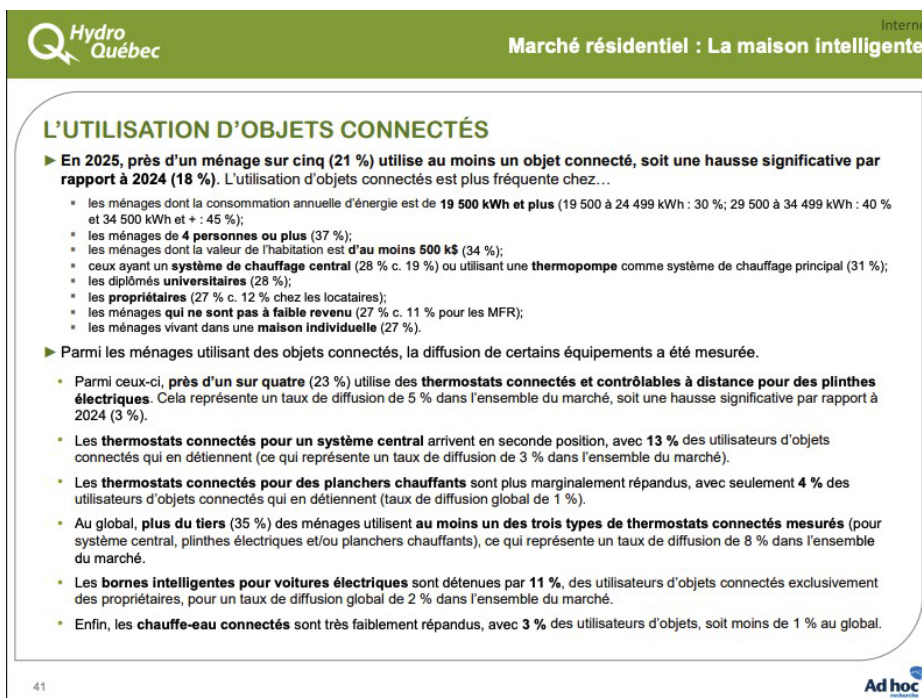 Hydro
Québec
Marché résidentiel : La maison intelligente
L'UTILISATION D'OBJETS CONNECTÉS
► En 2025, près d'un ménage sur cinq (21 %) utilise au moins un objet connecté, soit une hausse significative par
rapport à 2024 (18 %). L'utilisation d'objets connectés est plus fréquente chez…
▪ les ménages dont la consommation annuelle d'énergie est de 19 500 kWh et plus (19 500 à 24 499 kWh : 30 %; 29 500 à 34 499 kWh : 40 %
et 34 500 kWh et + : 45 %);
▪ les ménages de 4 personnes ou plus (37 %);
▪ les ménages dont la valeur de l'habitation est d'au moins 500 k$ (34 %);
▪ ceux ayant un système de chauffage central (28 % c. 19 %) ou utilisant une thermopompe comme système de chauffage principal (31 %);
▪ les diplômés universitaires (28 %);
▪ les propriétaires (27 % c. 12 % chez les locataires);
▪ les ménages qui ne sont pas à faible revenu (27 % c. 11 % pour les MFR);
▪ les ménages vivant dans une maison individuelle (27 %).
► Parmi les ménages utilisant des objets connectés, la diffusion de certains équipements a été mesurée.
• Parmi ceux-ci, près d'un sur quatre (23 %) utilise des thermostats connectés et contrôlables à distance pour des plinthes
électriques. Cela représente un taux de diffusion de 5 % dans l'ensemble du marché, soit une hausse significative par rapport à
2024 (3 %).
• Les thermostats connectés pour un système central arrivent en seconde position, avec 13 % des utilisateurs d'objets
connectés qui en détiennent (ce qui représente un taux de diffusion de 3 % dans l'ensemble du marché).
• Les thermostats connectés pour des planchers chauffants sont plus marginalement répandus, avec seulement 4 % des
utilisateurs d'objets connectés qui en détiennent (taux de diffusion global de 1 %).
• Au global, plus du tiers (35 %) des ménages utilisent au moins un des trois types de thermostats connectés mesurés (pour
système central, plinthes électriques et/ou planchers chauffants), ce qui représente un taux de diffusion de 8 % dans l'ensemble
du marché.
• Les bornes intelligentes pour voitures électriques sont détenues par 11 %, des utilisateurs d'objets connectés exclusivement
des propriétaires, pour un taux de diffusion global de 2 % dans l'ensemble du marché.
• Enfin, les chauffe-eau connectés sont très faiblement répandus, avec 3 % des utilisateurs d'objets, soit moins de 1 % au global.
41
Ad hoc
recherche